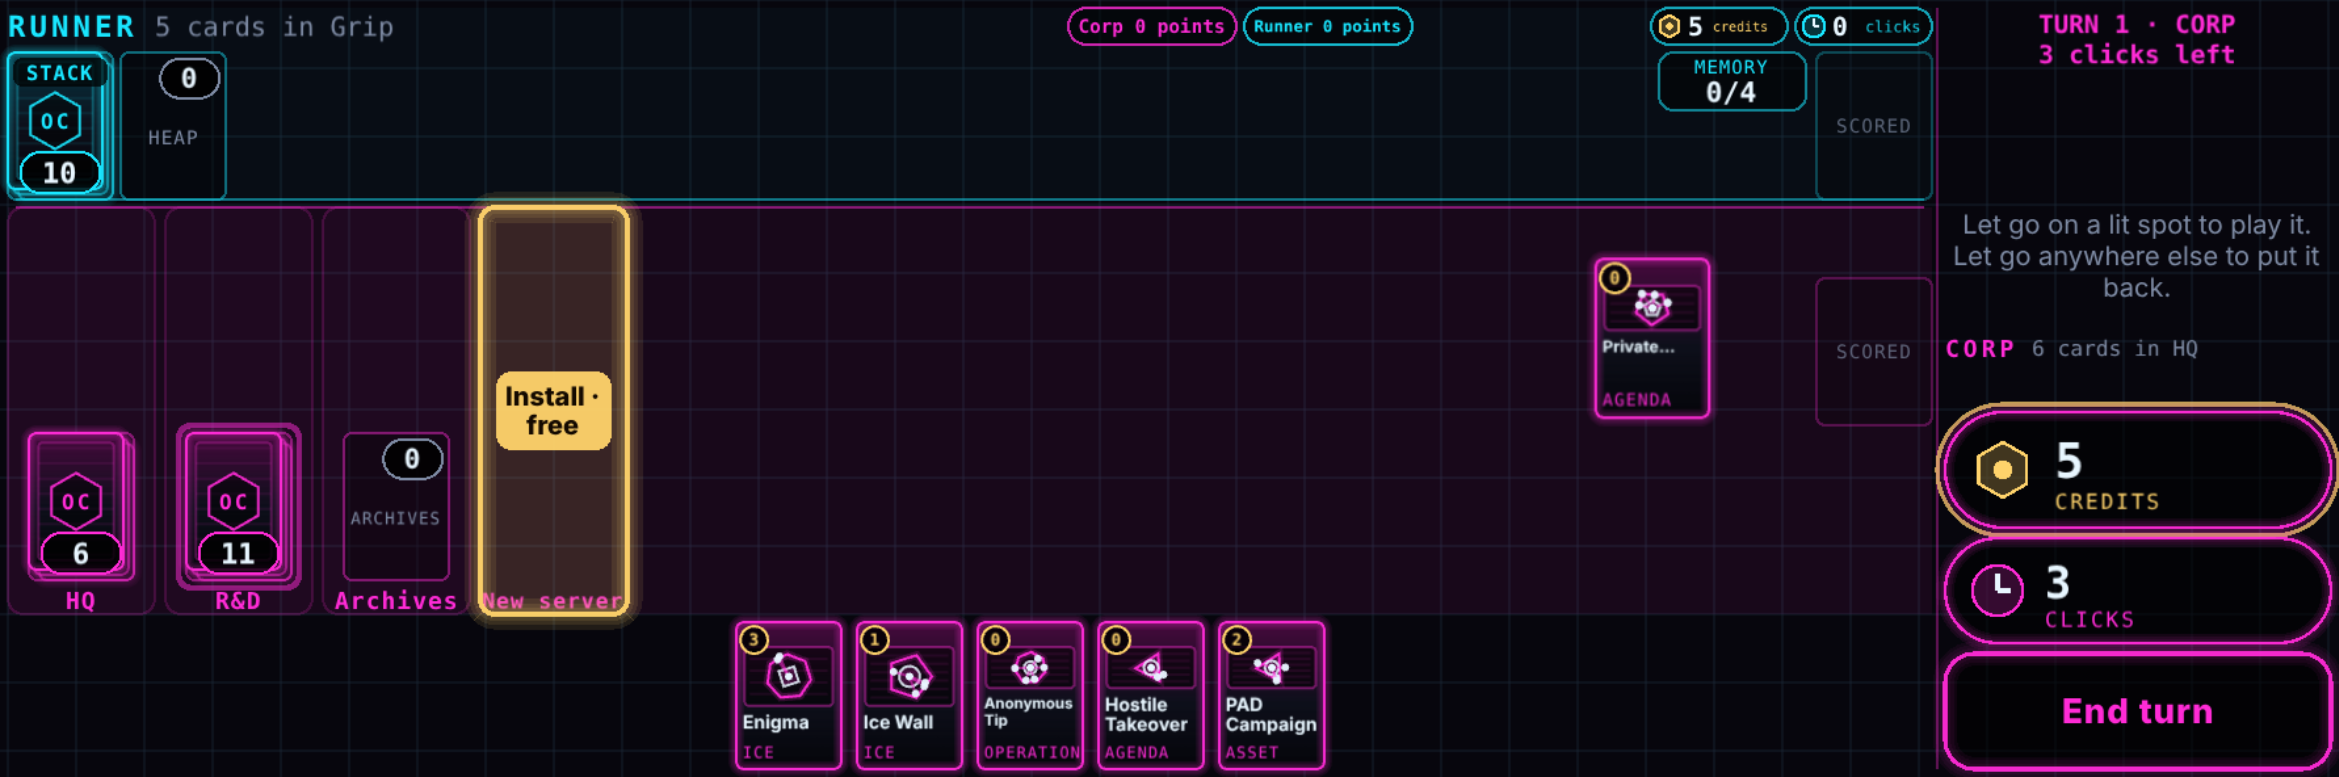 RUNNER 5 cards in Grip
Corp 0 points
Runner 0 points
5 credits
0 clicks
TURN 1 · CORP
3 clicks left
STACK
OC
10
0
HEAP
MEMORY
0/4
SCORED
Let go on a lit spot to play it.
Let go anywhere else to put it
back.
0
Private...
AGENDA
SCORED
CORP 6 cards in HQ
Install ·
free
OC
6
HQ
OC
11
R&D
0
ARCHIVES
Archives
New server
5
CREDITS
3
CLICKS
End turn
3
Enigma
ICE
1
Ice Wall
ICE
0
Anonymous
Tip
OPERATION
0
Hostile
Takeover
AGENDA
2
PAD
Campaign
ASSET